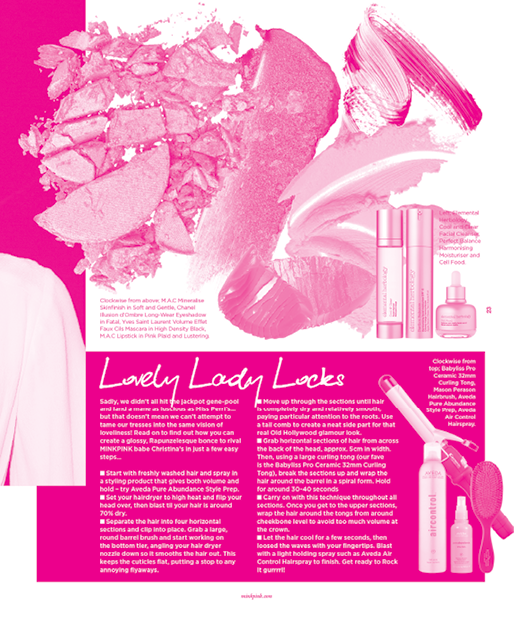 Clockwise from above; M.A.C Mineralise
Skinfinish in Soft and Gentle, Chanel
Illusion d'Ombre Long-Wear Eyeshadow
in Fatal, Yves Saint Laurent Volume Effet
Faux Cils Mascara in High Density Black,
M.A.C Lipstick in Pink Plaid and Lustering.
Facial Cleanser,
Perfect Balance
Harmonising
Moisturiser and
Cell Food.
Lovely Lady Locks
Sadly, we didn't all hit the jackpot gene-pool
and land a mane as luscious as Miss Perri's...
but that doesn't mean we can't attempt to
tame our tresses into the same vision of
loveliness! Read on to find out how you can
create a glossy, Rapunzelesque bonce to rival
MINKPINK babe Christina's in just a few easy
steps...
■ Start with freshly washed hair and spray in
a styling product that gives both volume and
hold – try Aveda Pure Abundance Style Prep.
■ Set your hairdryer to high heat and flip your
head over, then blast til your hair is around
70% dry.
■ Separate the hair into four horizontal
sections and clip into place. Grab a large,
round barrel brush and start working on
the bottom tier, angling your hair dryer
nozzle down so it smooths the hair out. This
keeps the cuticles flat, putting a stop to any
annoying flyaways.
■ Move up through the sections until hair
is completely dry and relatively smooth,
paying particular attention to the roots. Use
a tail comb to create a neat side part for that
real Old Hollywood glamour look.
■ Grab horizontal sections of hair from across
the back of the head, approx. 5cm in width.
Then, using a large curling tong (our fave
is the Babyliss Pro Ceramic 32mm Curling
Tong), break the sections up and wrap the
hair around the barrel in a spiral form. Hold
for around 30-40 seconds
■ Carry on with this technique throughout all
sections. Once you get to the upper sections,
wrap the hair around the tongs from around
cheekbone level to avoid too much volume at
the crown.
■ Let the hair cool for a few seconds, then
loosed the waves with your fingertips. Blast
with a light holding spray such as Aveda Air
Control Hairspray to finish. Get ready to Rock
it gurrrl!
Clockwise from
top; Babyliss Pro
Ceramic 32mm
Curling Tong,
Mason Perason
Hairbrush, Aveda
Pure Abundance
Style Prep, Aveda
Air Control
Hairspray.
AVEDA
aircontrol
minkpink.com